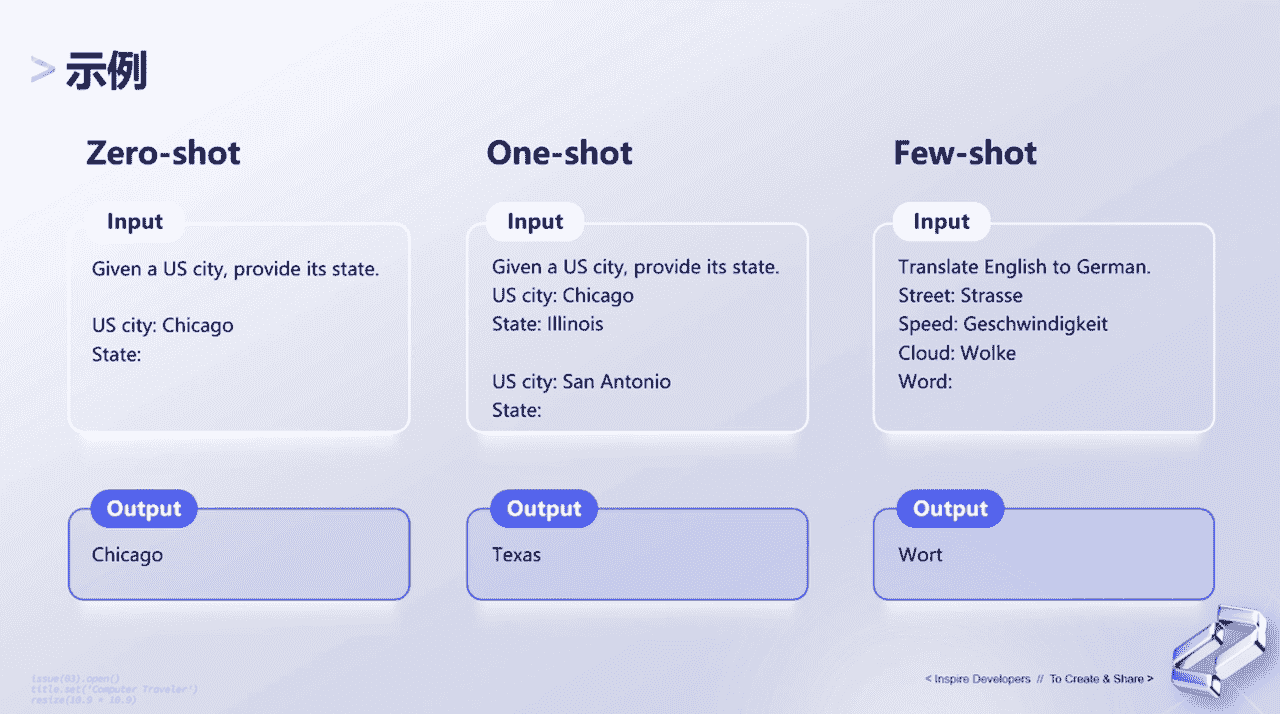 > 示例
Zero-shot
Input
Given a US city, provide its state.
US city: Chicago
State:
Output
Chicago
One-shot
Input
Given a US city, provide its state.
US city: Chicago
State: Illinois
US city: San Antonio
State:
Output
Texas
Few-shot
Input
Translate English to German.
Street: Strasse
Speed: Geschwindigkeit
Cloud: Wolke
Word:
Output
Wort
issue(03).open()
title.set('Computer Traveler')
resize(10.9 × 10.9)
< Inspire Developers // To Create & Share >